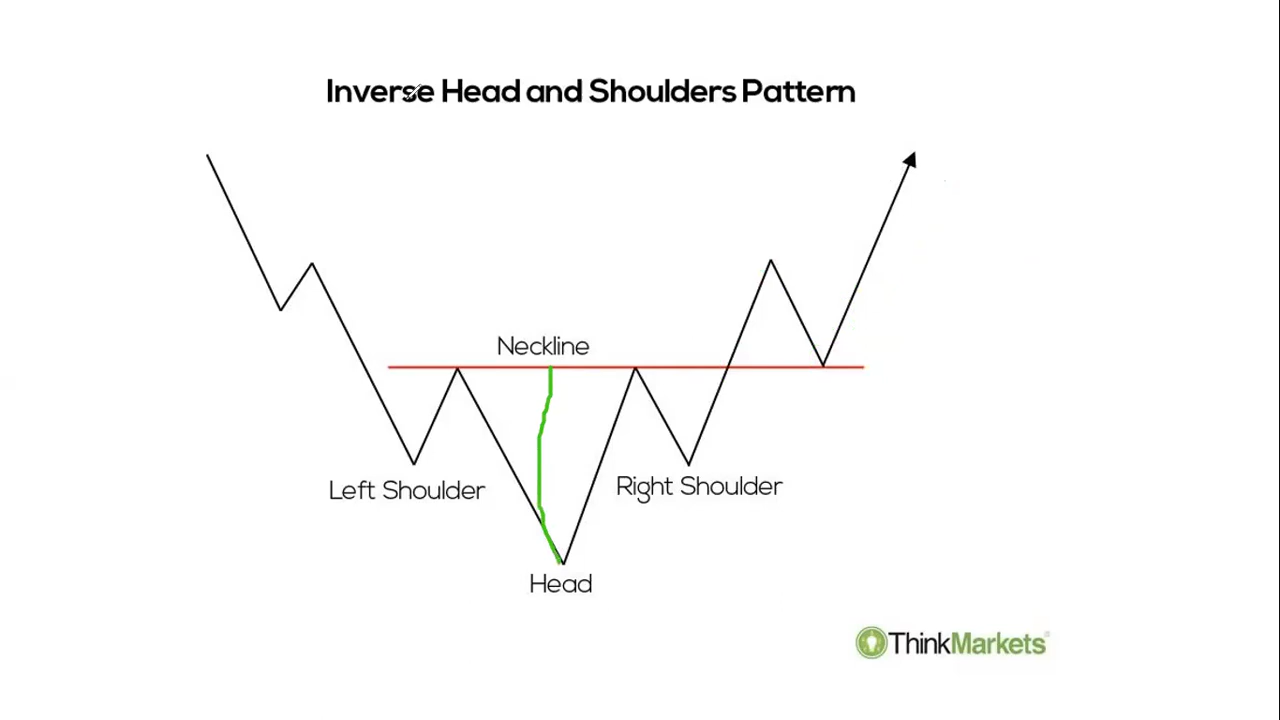 Inverse Head and Shoulders Pattern
Neckline
Left Shoulder
Right Shoulder
Head
ThinkMarkets